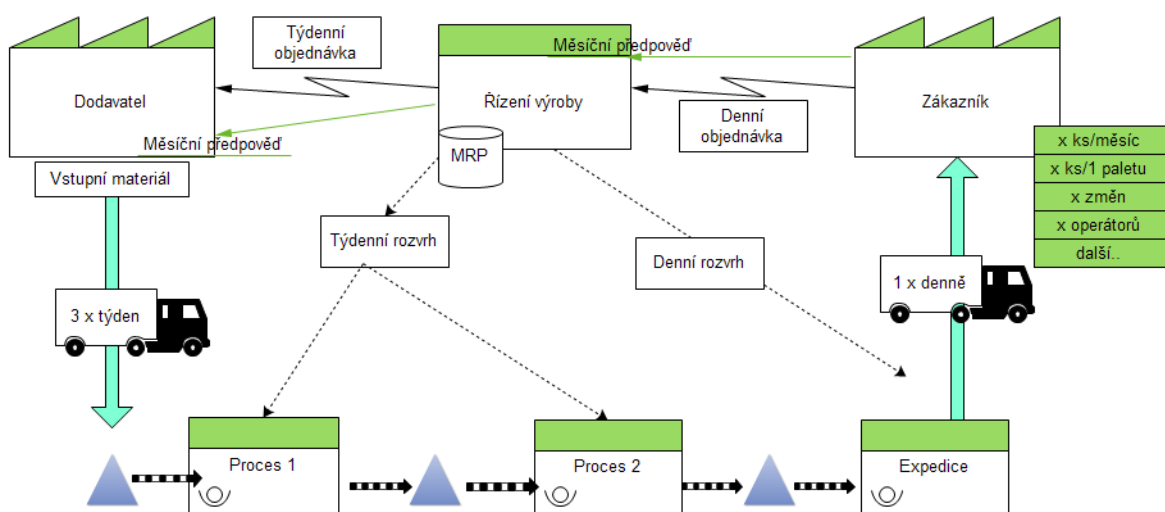 Týdenní
objednávka
Měsíční předpověď
Dodavatel
Řízení výroby
Zákazník
Denní
objednávka
Měsíční předpověď
MRP
x ks/měsíc
x ks/1 paletu
x změn
x operátorů
další..
Vstupní materiál
Týdenní rozvrh
Denní rozvrh
1 x denně
3 x týden
Proces 1
Proces 2
Expedice